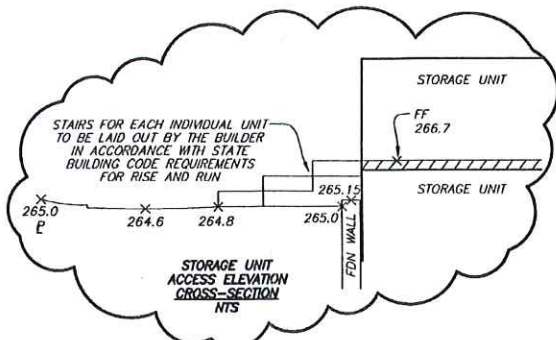 STORAGE UNIT
FF
266.7
STAIRS FOR EACH INDIVIDUAL UNIT
TO BE LAID OUT BY THE BUILDER
IN ACCORDANCE WITH STATE
BUILDING CODE REQUIREMENTS
FOR RISE AND RUN
STORAGE UNIT
265.15
265.0
264.6
264.8
265.0
FDN WALL
STORAGE UNIT
ACCESS ELEVATION
CROSS-SECTION
NTS